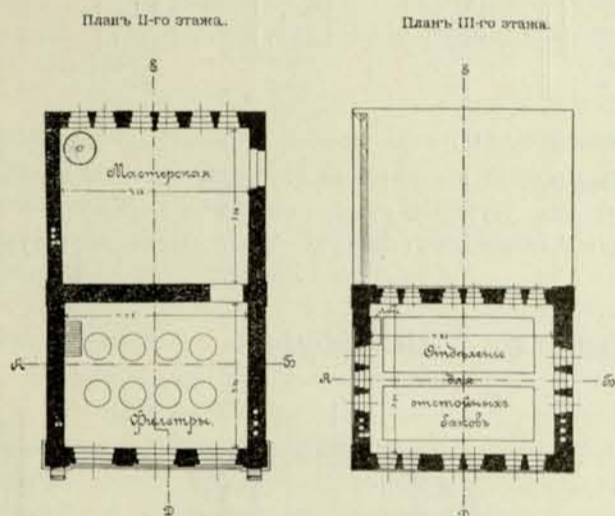 Планъ II-го этажа.
Планъ III-го этажа.
Мастерская
А
Б
Фильтры.
Д
А
Отдѣленіе
для
отстойныхъ
баковъ
Б
Д